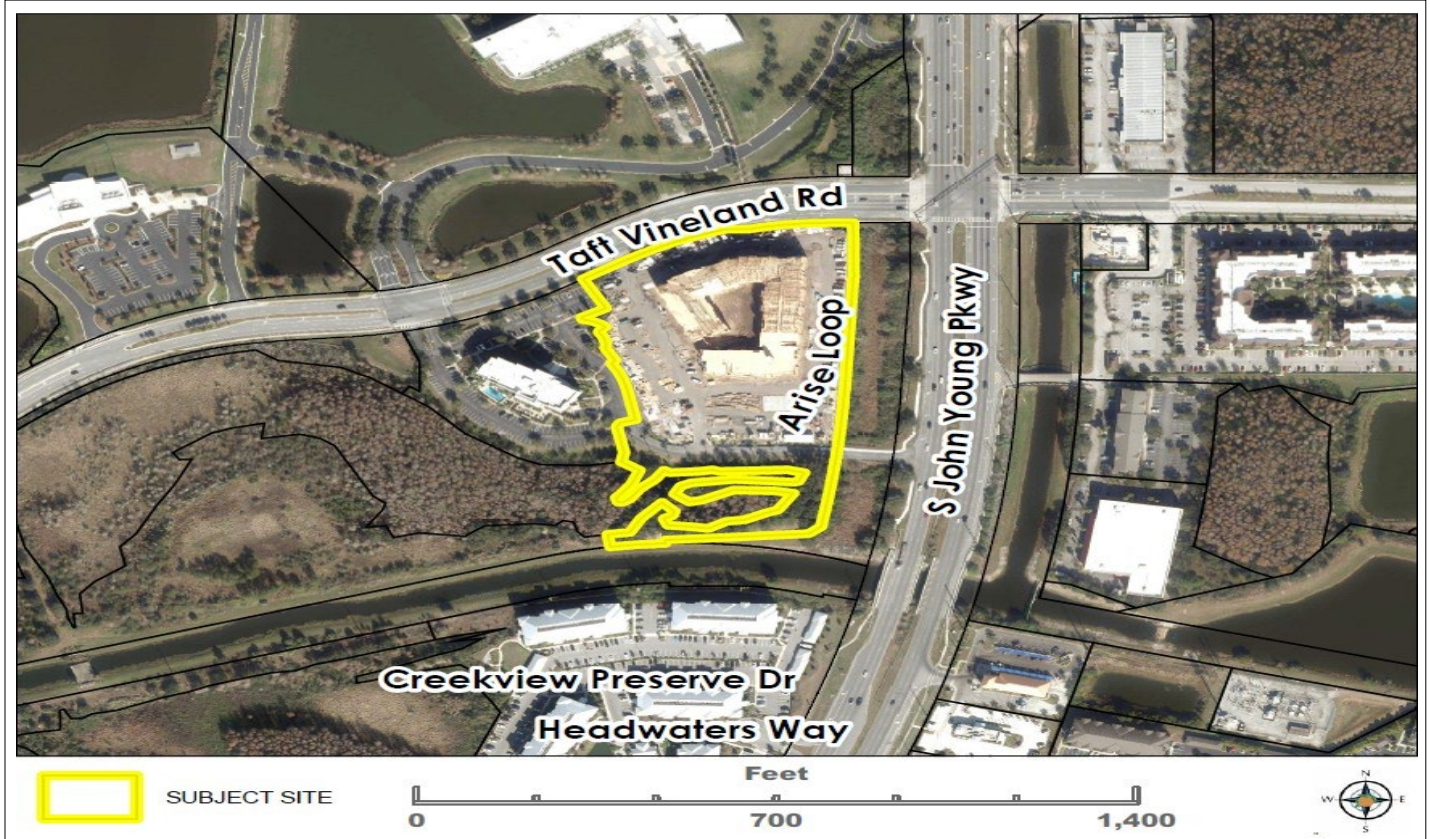 Taft Vineland Rd
Arise Loop
S John Young Pkwy
Creekview Preserve Dr
Headwaters Way
SUBJECT SITE
Feet
0 700 1,400
N
W E
S